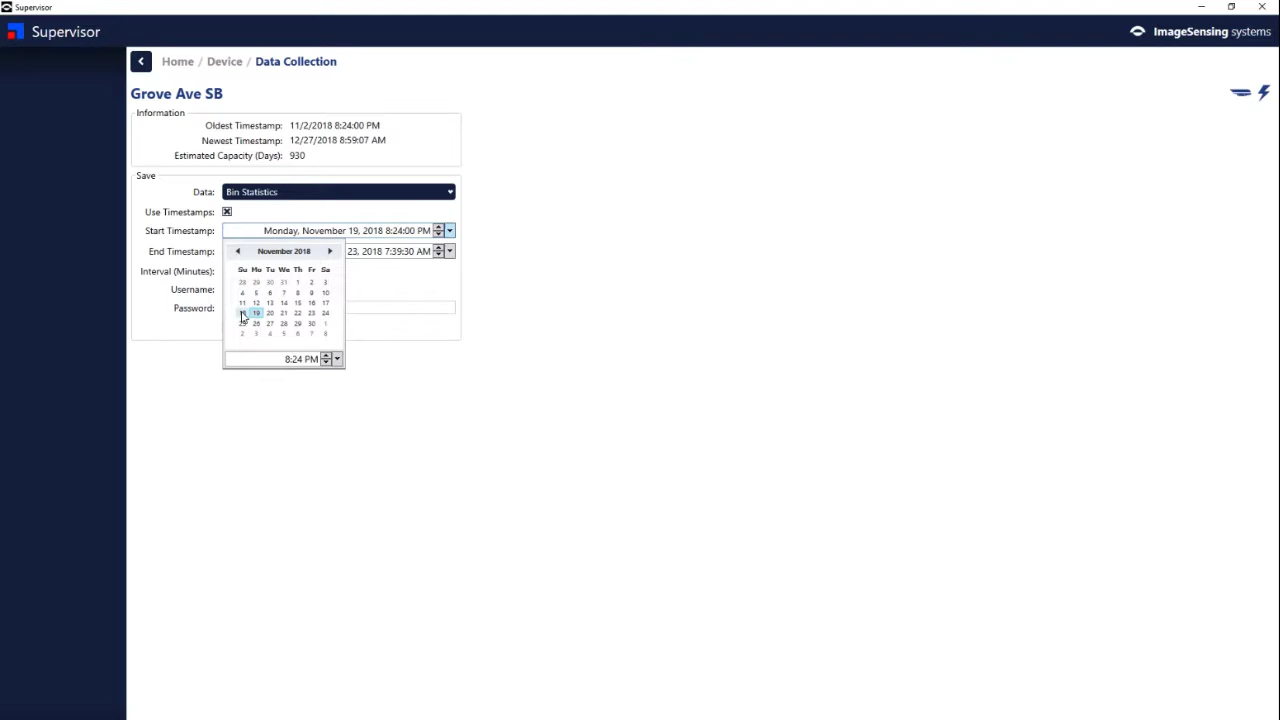 Supervisor
Supervisor
ImageSensing systems
Home / Device / Data Collection
Grove Ave SB
Information
Oldest Timestamp: 11/2/2018 8:24:00 PM
Newest Timestamp: 12/27/2018 8:59:07 AM
Estimated Capacity (Days): 930
Save
Data: Bin Statistics
Use Timestamps:
Start Timestamp: Monday, November 19, 2018 8:24:00 PM
End Timestamp: 23, 2018 7:39:30 AM
Interval (Minutes):
Username:
Password:
November 2018
Su Mo Tu We Th Fr Sa
28 29 30 31 1 2 3
4 5 6 7 8 9 10
11 12 13 14 15 16 17
19 20 21 22 23 24
25 26 27 28 29 30 1
2 3 4 5 6 7 8
8:24 PM